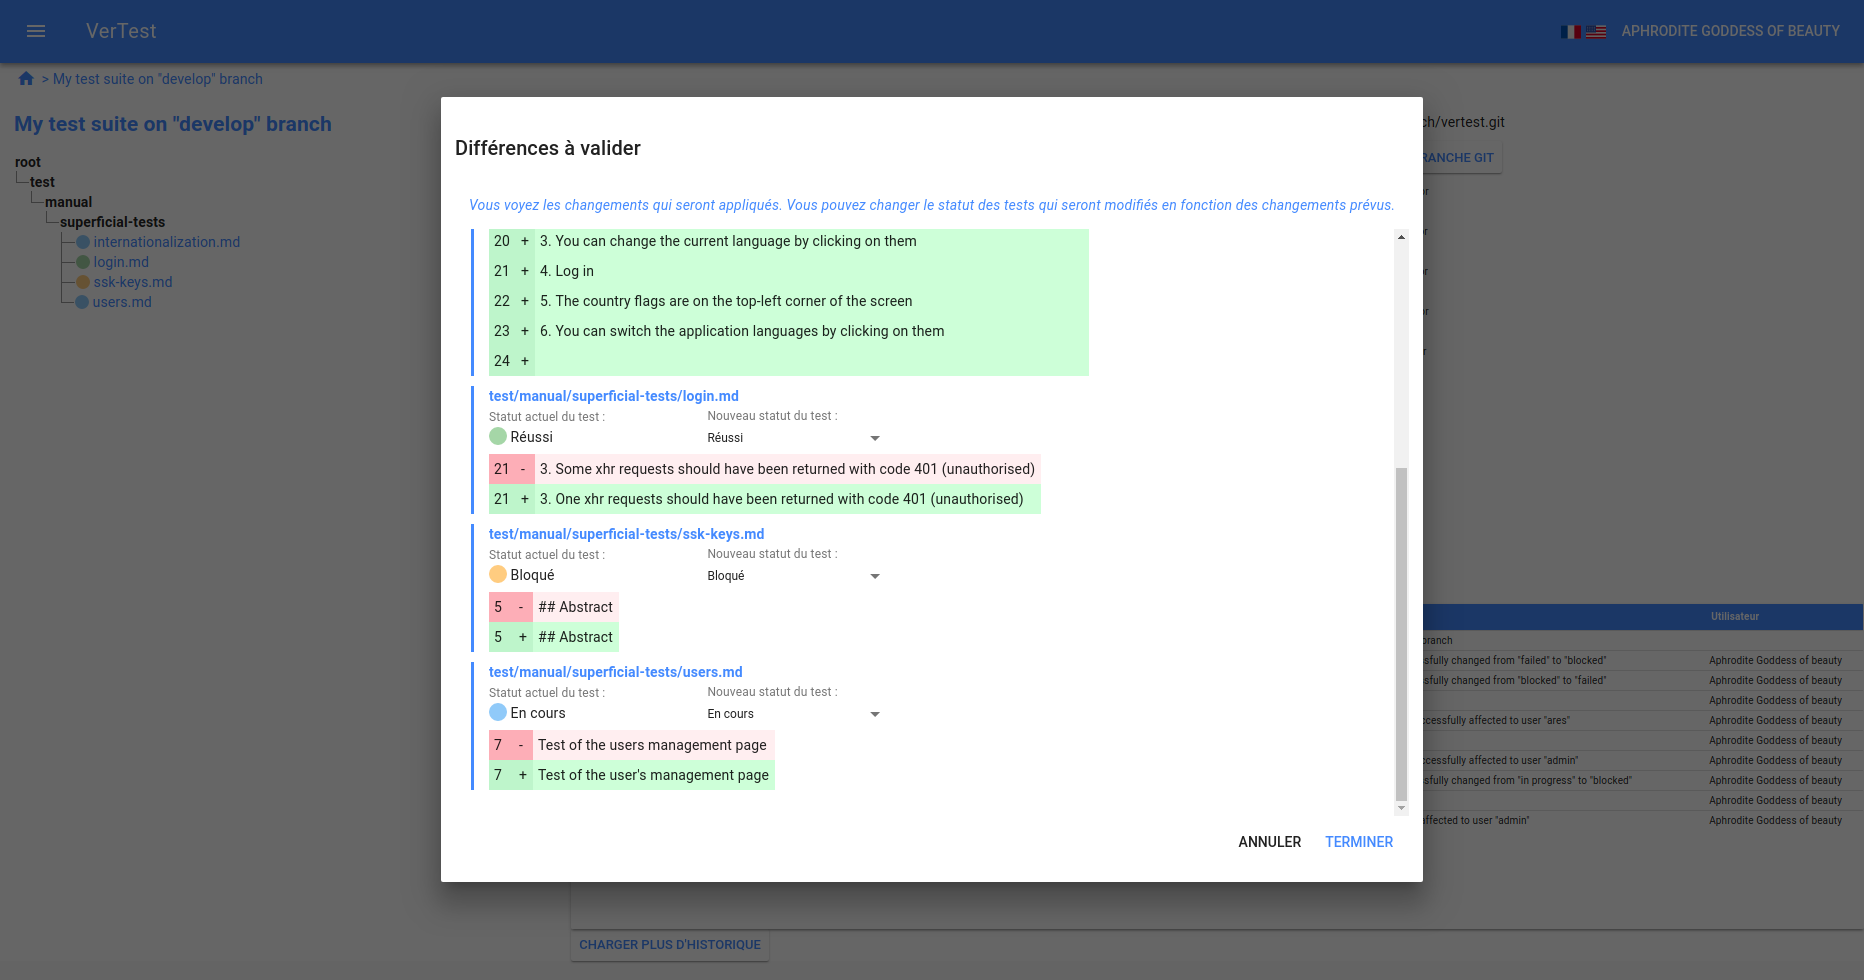 VerTest
APHRODITE GODDESS OF BEAUTY
> My test suite on "develop" branch
My test suite on "develop" branch
root
test
manual
superficial-tests
internationalization.md
login.md
ssk-keys.md
users.md
ch/vertest.git
RANCHE GIT
Différences à valider
Vous voyez les changements qui seront appliqués. Vous pouvez changer le statut des tests qui seront modifiés en fonction des changements prévus.
20 + 3. You can change the current language by clicking on them
21 + 4. Log in
22 + 5. The country flags are on the top-left corner of the screen
23 + 6. You can switch the application languages by clicking on them
24 +
test/manual/superficial-tests/login.md
Statut actuel du test : Nouveau statut du test :
Réussi Réussi
21 - 3. Some xhr requests should have been returned with code 401 (unauthorised)
21 + 3. One xhr requests should have been returned with code 401 (unauthorised)
test/manual/superficial-tests/ssk-keys.md
Statut actuel du test : Nouveau statut du test :
Bloqué Bloqué
5 - ## Abstract
5 + ## Abstract
test/manual/superficial-tests/users.md
Statut actuel du test : Nouveau statut du test :
En cours En cours
7 - Test of the users management page
7 + Test of the user's management page
ANNULER TERMINER
Utilisateur
branch
sfully changed from "failed" to "blocked" Aphrodite Goddess of beauty
sfully changed from "blocked" to "failed" Aphrodite Goddess of beauty
Aphrodite Goddess of beauty
ccessfully affected to user "ares" Aphrodite Goddess of beauty
Aphrodite Goddess of beauty
ccessfully affected to user "admin" Aphrodite Goddess of beauty
sfully changed from "in progress" to "blocked" Aphrodite Goddess of beauty
Aphrodite Goddess of beauty
affected to user "admin" Aphrodite Goddess of beauty
CHARGER PLUS D'HISTORIQUE